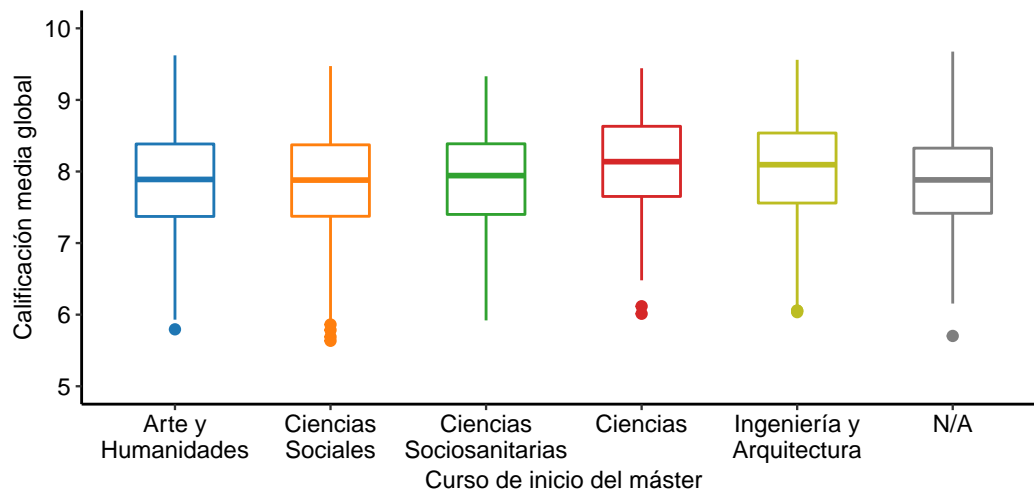 Calificación media global
10
9
8
7
6
5
Arte y
Humanidades
Ciencias
Sociales
Ciencias
Sociosanitarias
Ciencias
Ingeniería y
Arquitectura
N/A
Curso de inicio del máster